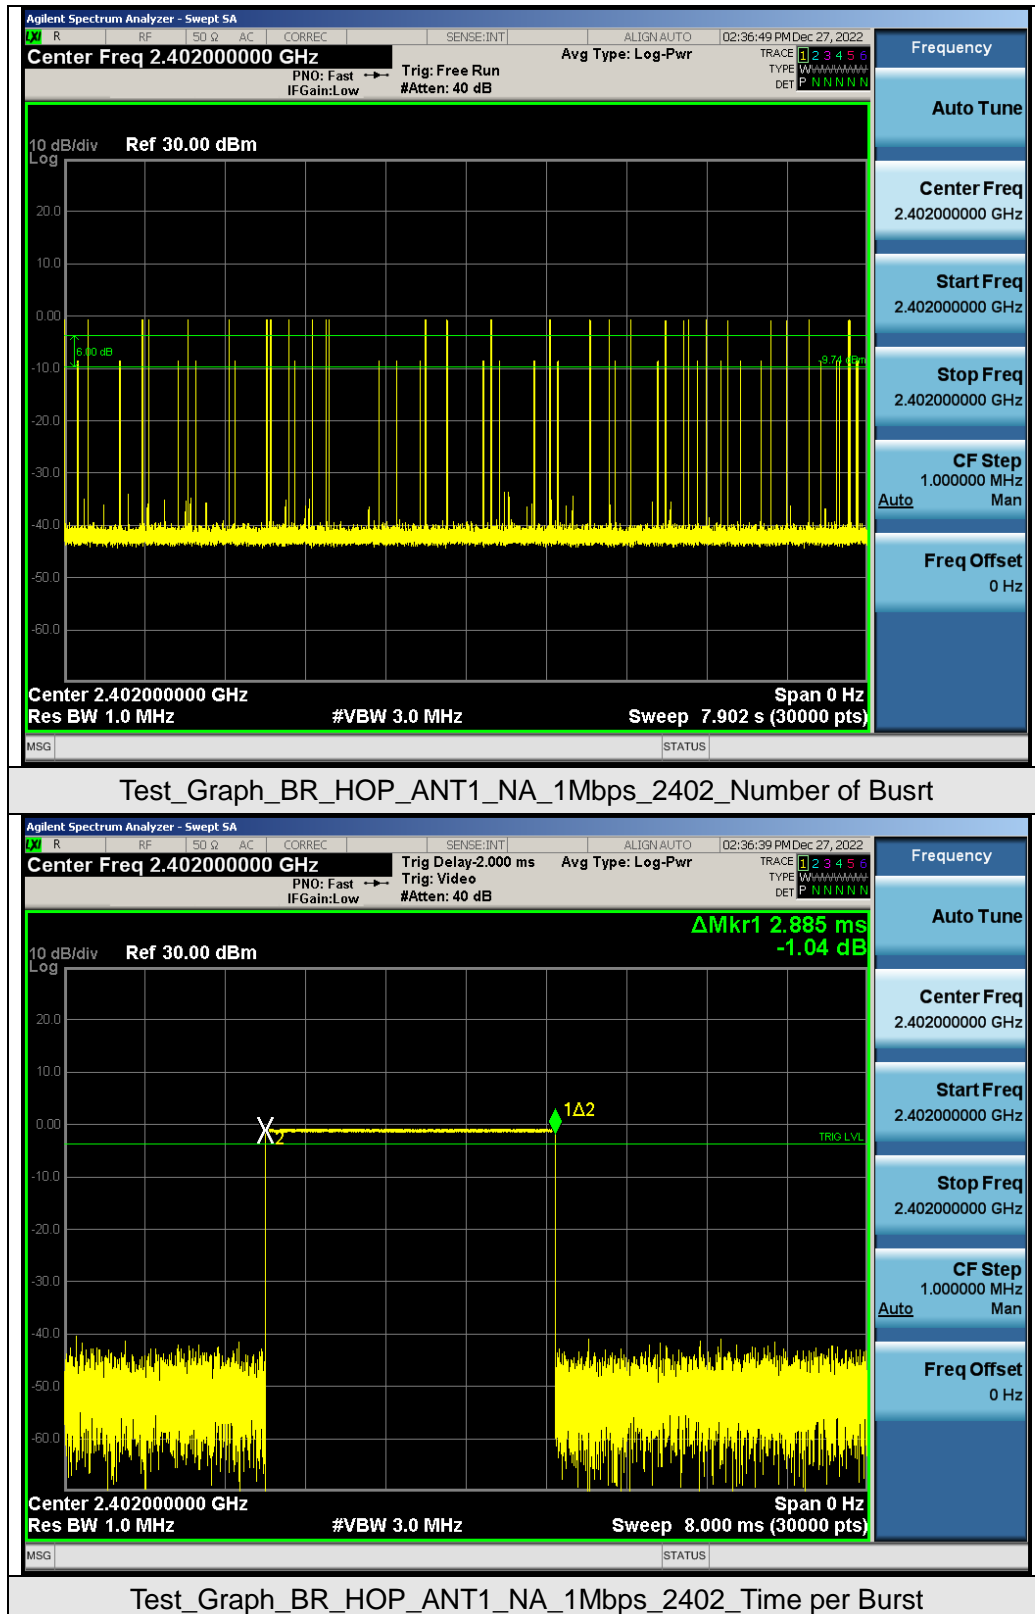 Agilent Spectrum Analyzer - Swept SA
LXI R RF 50 Ω AC CORREC SENSE:INT ALIGN AUTO 02:36:49 PM Dec 27, 2022
Center Freq 2.402000000 GHz
PNO: Fast
IFGain:Low
Trig: Free Run
#Atten: 40 dB
Avg Type: Log-Pwr
TRACE 1 2 3 4 5 6
TYPE WWWWWW
DET P N N N N N
10 dB/div
Log
Ref 30.00 dBm
20.0
10.0
0.00
-10.0
-20.0
-30.0
-40.0
-50.0
-60.0
6.00 dB
-9.74 dBm
Center 2.402000000 GHz
Span 0 Hz
Res BW 1.0 MHz
#VBW 3.0 MHz
Sweep 7.902 s (30000 pts)
MSG
STATUS
Frequency
Auto Tune
Center Freq
2.402000000 GHz
Start Freq
2.402000000 GHz
Stop Freq
2.402000000 GHz
CF Step
1.000000 MHz
Auto Man
Freq Offset
0 Hz
Test_Graph_BR_HOP_ANT1_NA_1Mbps_2402_Number of Busrt
Agilent Spectrum Analyzer - Swept SA
LXI R RF 50 Ω AC CORREC SENSE:INT ALIGN AUTO 02:36:39 PM Dec 27, 2022
Center Freq 2.402000000 GHz
PNO: Fast
IFGain:Low
Trig Delay-2.000 ms
Trig: Video
#Atten: 40 dB
Avg Type: Log-Pwr
TRACE 1 2 3 4 5 6
TYPE WWWWWW
DET P N N N N N
ΔMkr1 2.885 ms
-1.04 dB
10 dB/div
Log
Ref 30.00 dBm
20.0
10.0
0.00
-10.0
-20.0
-30.0
-40.0
-50.0
-60.0
2
1Δ2
TRIG LVL
Center 2.402000000 GHz
Span 0 Hz
Res BW 1.0 MHz
#VBW 3.0 MHz
Sweep 8.000 ms (30000 pts)
MSG
STATUS
Frequency
Auto Tune
Center Freq
2.402000000 GHz
Start Freq
2.402000000 GHz
Stop Freq
2.402000000 GHz
CF Step
1.000000 MHz
Auto Man
Freq Offset
0 Hz
Test_Graph_BR_HOP_ANT1_NA_1Mbps_2402_Time per Burst